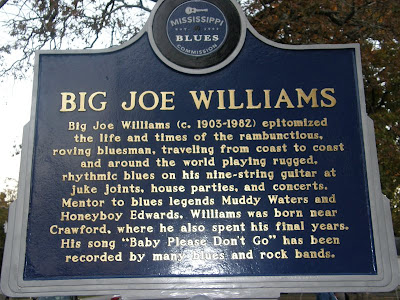 MISSISSIPPI
BLUES
COMMISSION
BIG JOE WILLIAMS
Big Joe Williams (c. 1903-1982) epitomized
the life and times of the rambunctious,
roving bluesman, traveling from coast to coast
and around the world playing rugged,
rhythmic blues on his nine-string guitar at
juke joints, house parties, and concerts.
Mentor to blues legends Muddy Waters and
Honeyboy Edwards, Williams was born near
Crawford, where he also spent his final years.
His song "Baby Please Don't Go" has been
recorded by many blues and rock bands.